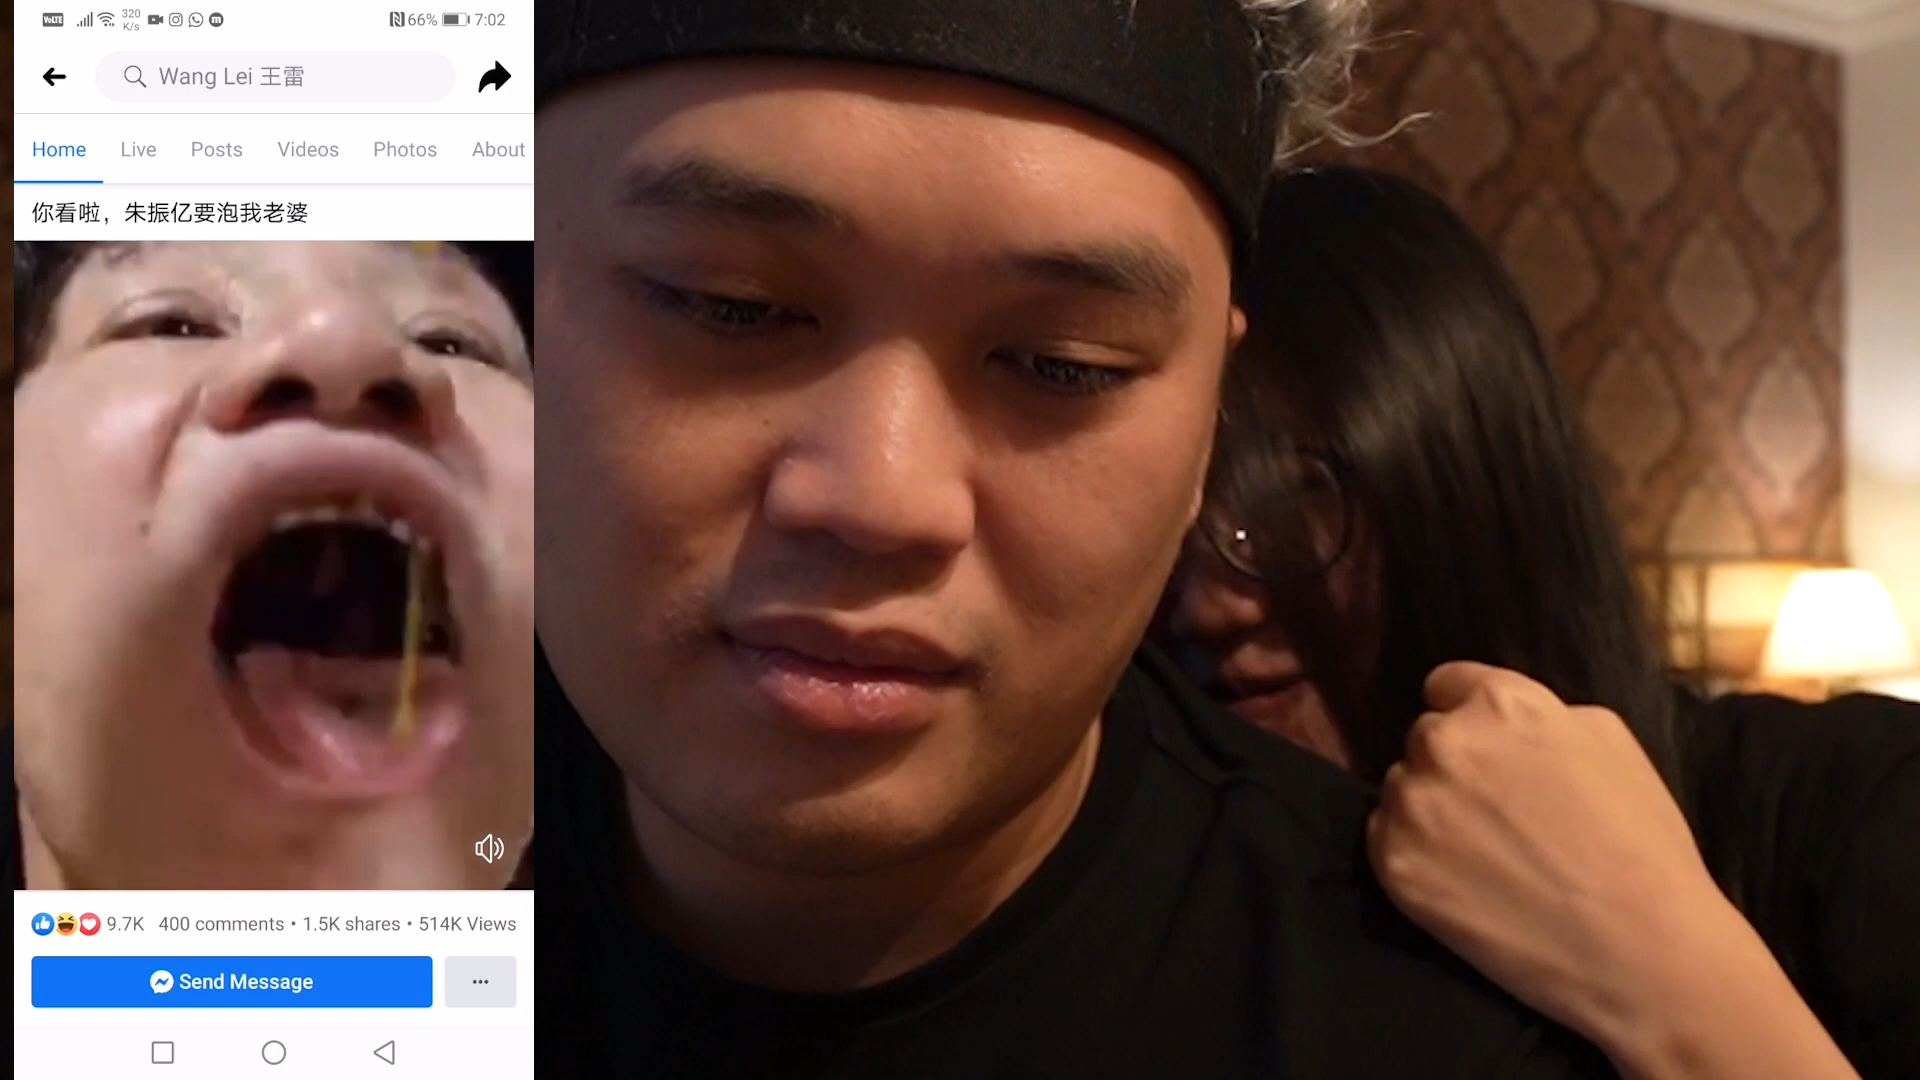 VoLTE 320 K/s 66% 7:02
Wang Lei 王雷
Home Live Posts Videos Photos About
你看啦，朱振亿要泡我老婆
9.7K 400 comments • 1.5K shares • 514K Views
Send Message